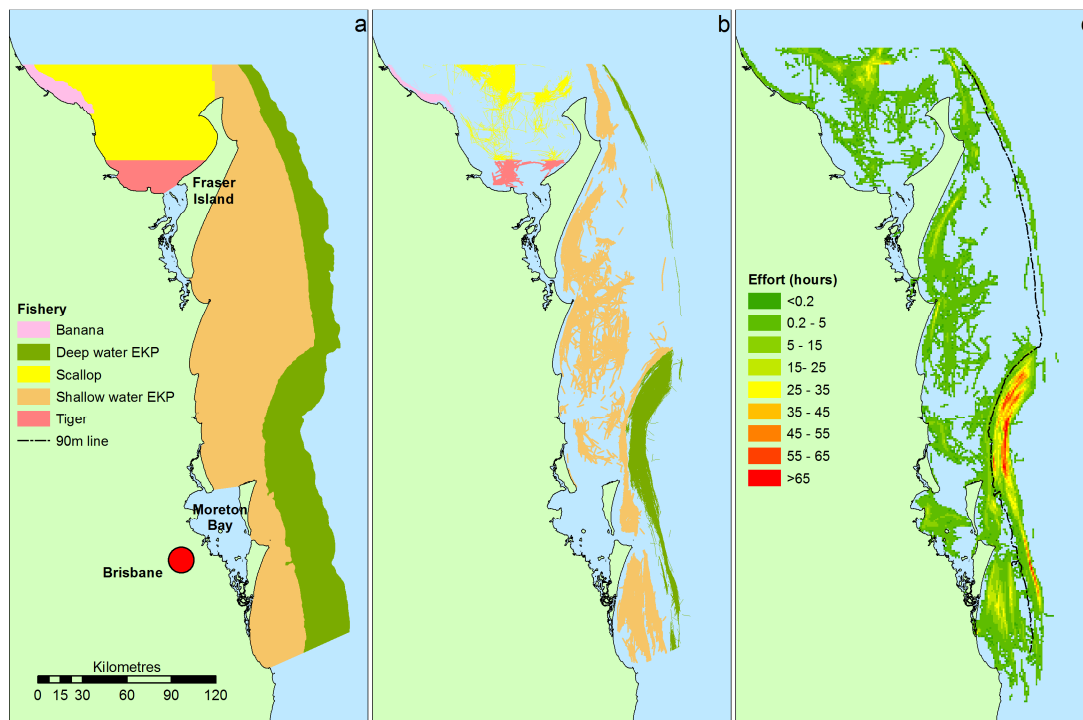 a
b
Fraser
Island
Fishery
Banana
Deep water EKP
Scallop
Shallow water EKP
Tiger
90m line
Moreton
Bay
Brisbane
Kilometres
0 15 30 60 90 120
Effort (hours)
<0.2
0.2 - 5
5 - 15
15- 25
25 - 35
35 - 45
45 - 55
55 - 65
>65